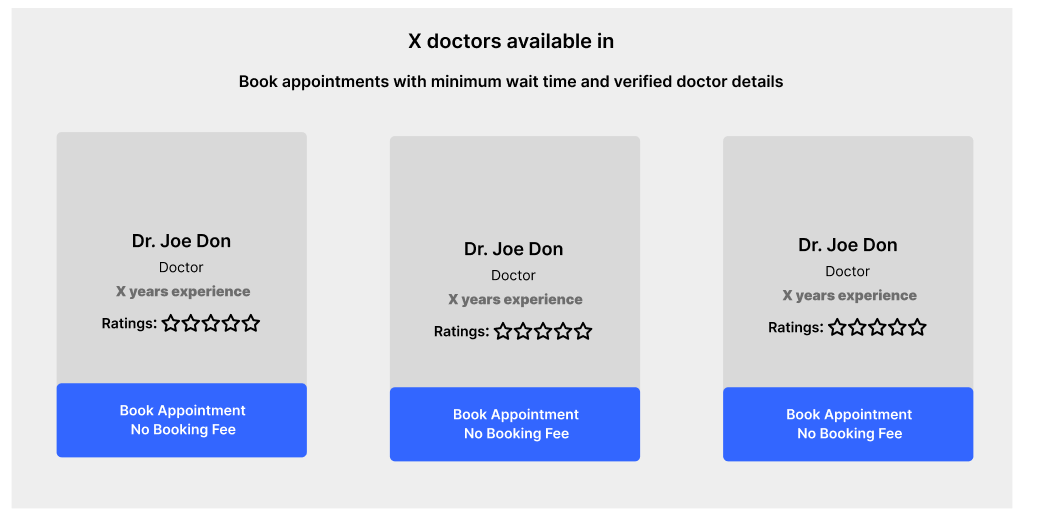 X doctors available in
Book appointments with minimum wait time and verified doctor details
Dr. Joe Don
Doctor
X years experience
Ratings:
Book Appointment
No Booking Fee
Dr. Joe Don
Doctor
X years experience
Ratings:
Book Appointment
No Booking Fee
Dr. Joe Don
Doctor
X years experience
Ratings:
Book Appointment
No Booking Fee